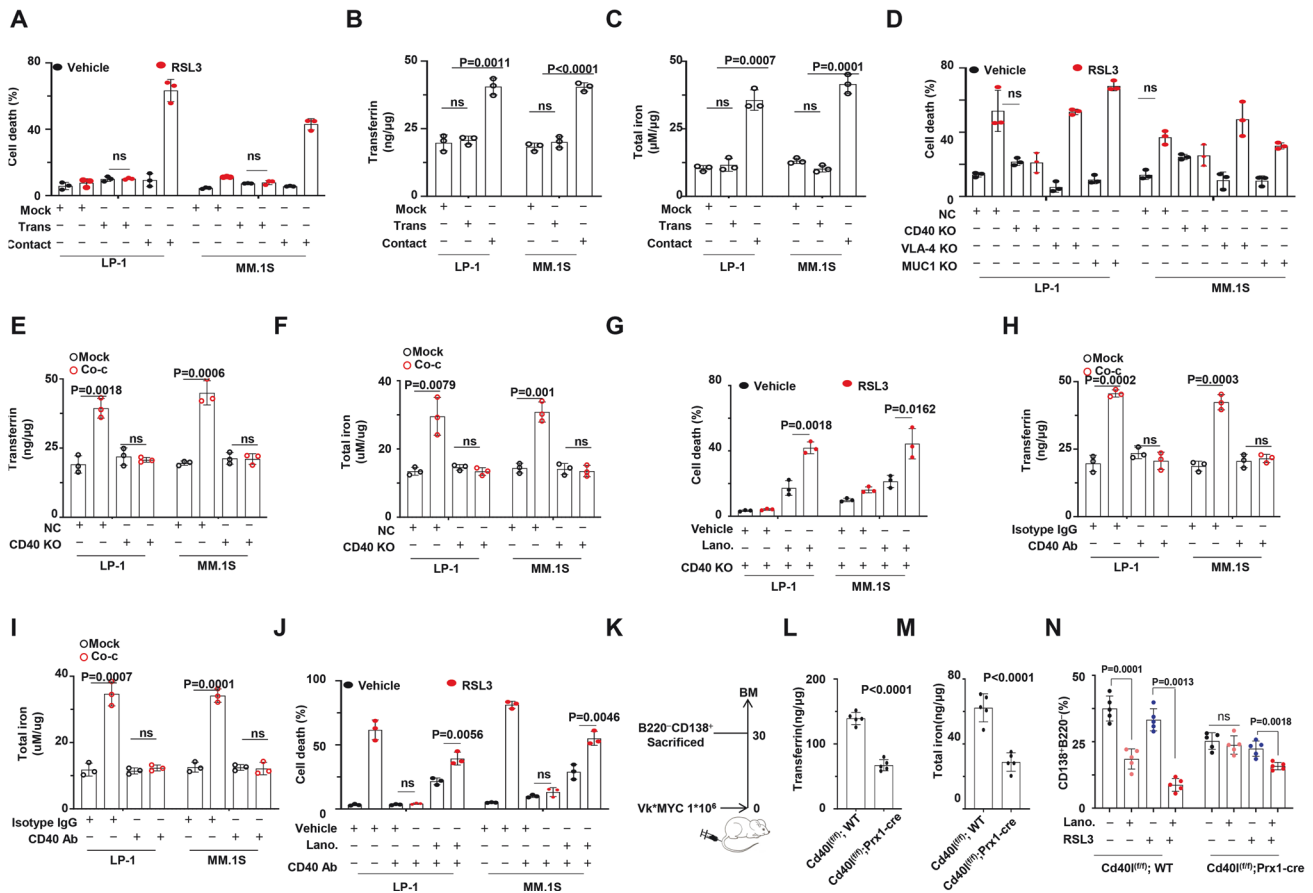 A
Vehicle
RSL3
Cell death (%)
80
40
0
ns
ns
Mock + + − − − − + + − − − −
Trans − − + + − − − − + + − −
Contact − − − − + + − − − − + +
LP-1
MM.1S
B
P=0.0011
P<0.0001
Transferrin
(ng/μg)
50
25
0
ns
ns
Mock + − − + − −
Trans − + − − + −
Contact − − + − − +
LP-1
MM.1S
C
P=0.0007
P=0.0001
Total iron
(μM/μg)
50
25
0
ns
ns
Mock + − − + − −
Trans − + − − + −
Contact − − + − − +
LP-1
MM.1S
D
Vehicle
RSL3
Cell death (%)
80
40
0
ns
ns
NC + + − − − − − − + + − − − − − −
CD40 KO − − + + − − − − − − + + − − − −
VLA-4 KO − − − − + + − − − − − − + + − −
MUC1 KO − − − − − − + + − − − − − − + +
LP-1
MM.1S
E
Mock
Co-c
P=0.0018
P=0.0006
Transferrin
(ng/μg)
50
25
0
ns
ns
NC + + − − + + − −
CD40 KO − − + + − − + +
LP-1
MM.1S
F
Mock
Co-c
P=0.0079
P=0.001
Total iron
(uM/ug)
40
20
0
ns
ns
NC + + − − + + − −
CD40 KO − − + + − − + +
LP-1
MM.1S
G
Vehicle
RSL3
P=0.0018
P=0.0162
Cell death (%)
80
60
40
20
0
Vehicle + + − − + + − −
Lano. − − + + − − + +
CD40 KO + + + + + + + +
LP-1
MM.1S
H
Mock
Co-c
P=0.0002
P=0.0003
Transferrin
(ng/μg)
50
25
0
ns
ns
Isotype IgG + + − − + + − −
CD40 Ab − − + + − − + +
LP-1
MM.1S
I
Mock
Co-c
P=0.0007
P=0.0001
Total iron
(uM/ug)
40
20
0
ns
ns
Isotype IgG + + − − + + − −
CD40 Ab − − + + − − + +
LP-1
MM.1S
J
Vehicle
RSL3
P=0.0056
P=0.0046
Cell death (%)
100
75
50
25
0
ns
ns
Vehicle + + − − − − + + − − − −
Lano. − − − − + + − − − − + +
CD40 Ab − − + + + + − − + + + +
LP-1
MM.1S
K
BM
B220⁻CD138⁺
Sacrificed
30
Vk*MYC 1*10⁶
0
L
P<0.0001
Transferrin(ng/μg)
200
100
0
Cd40l(f/f); WT
Cd40l(f/f);Prx1-cre
M
P<0.0001
Total iron(ng/μg)
80
60
40
20
0
Cd40l(f/f); WT
Cd40l(f/f);Prx1-cre
N
P=0.0001
P=0.0013
ns
P=0.0018
CD138⁺B220⁻(%)
50
25
0
Lano. − + − + − + − +
RSL3 − − + + − − + +
Cd40l(f/f); WT
Cd40l(f/f);Prx1-cre